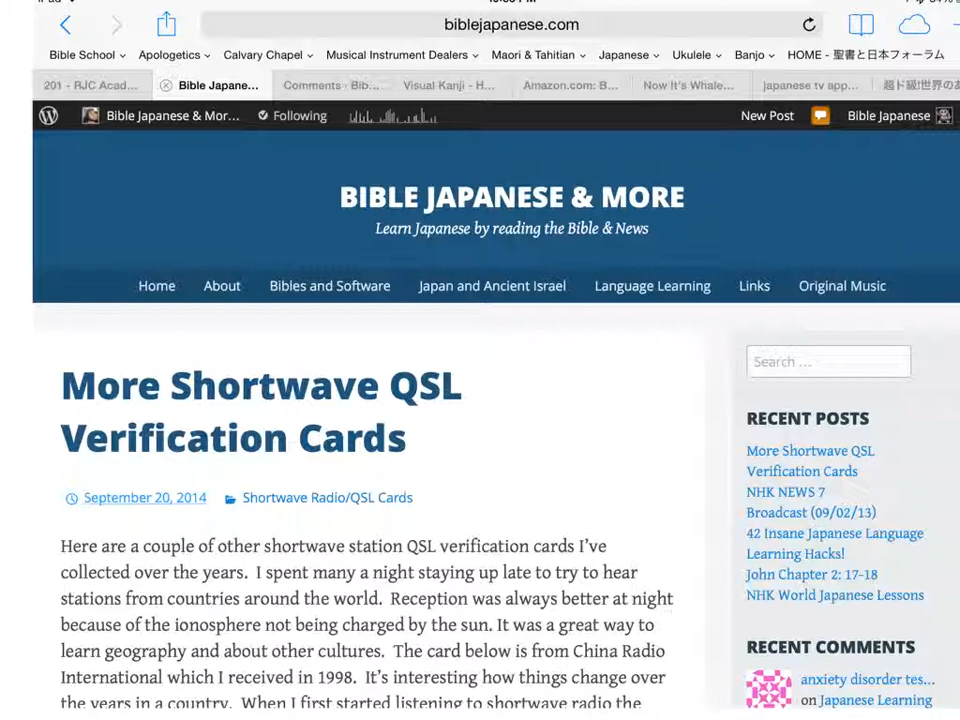 biblejapanese.com
Bible School Apologetics Calvary Chapel Musical Instrument Dealers Maori & Tahitian Japanese Ukulele Banjo HOME - 聖書と日本フォーラム
201 - RJC Acad... Bible Japane... Comments · Bib... Visual Kanji - H... Amazon.com: B... Now It's Whale... Japanese tv app... 超ド級!世界の
Bible Japanese & Mor... Following New Post Bible Japanese
BIBLE JAPANESE & MORE
Learn Japanese by reading the Bible & News
Home About Bibles and Software Japan and Ancient Israel Language Learning Links Original Music
More Shortwave QSL
Verification Cards
September 20, 2014 Shortwave Radio/QSL Cards
Here are a couple of other shortwave station QSL verification cards I've
collected over the years. I spent many a night staying up late to try to hear
stations from countries around the world. Reception was always better at night
because of the ionosphere not being charged by the sun. It was a great way to
learn geography and about other cultures. The card below is from China Radio
International which I received in 1998. It's interesting how things change over
the years in a country. When I first started listening to shortwave radio the
Search ...
RECENT POSTS
More Shortwave QSL
Verification Cards
NHK NEWS 7
Broadcast (09/02/13)
42 Insane Japanese Language
Learning Hacks!
John Chapter 2: 17-18
NHK World Japanese Lessons
RECENT COMMENTS
anxiety disorder tes...
on Japanese Learning